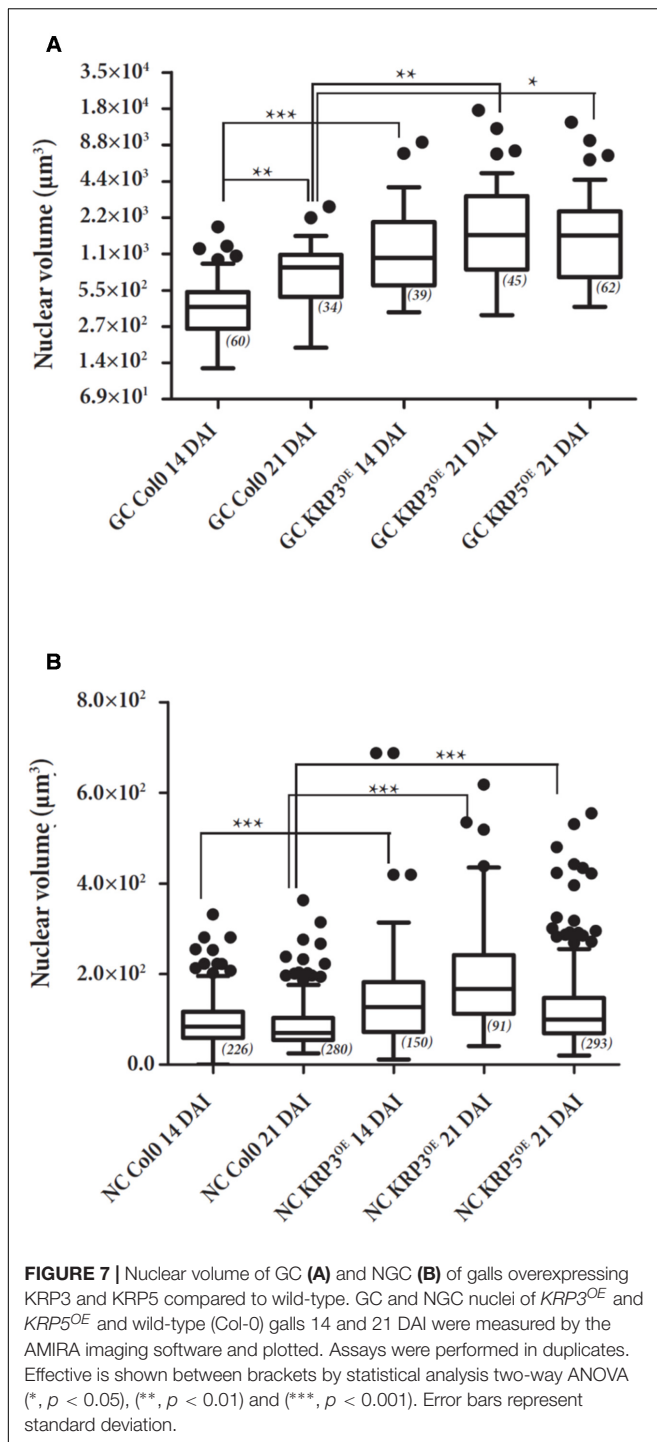 A
3.5×10⁴
1.8×10⁴
8.8×10³
4.4×10³
2.2×10³
1.1×10³
5.5×10²
2.7×10²
1.4×10²
6.9×10¹
Nuclear volume (µm³)
**
*
***
**
(60)
(34)
(39)
(45)
(62)
GC Col0 14 DAI
GC Col0 21 DAI
GC KRP3ᴼᴱ 14 DAI
GC KRP3ᴼᴱ 21 DAI
GC KRP5ᴼᴱ 21 DAI
B
8.0×10²
6.0×10²
4.0×10²
2.0×10²
0.0
Nuclear volume (µm³)
***
***
***
(226)
(280)
(150)
(91)
(293)
NC Col0 14 DAI
NC Col0 21 DAI
NC KRP3ᴼᴱ 14 DAI
NC KRP3ᴼᴱ 21 DAI
NC KRP5ᴼᴱ 21 DAI
FIGURE 7 | Nuclear volume of GC (A) and NGC (B) of galls overexpressing
KRP3 and KRP5 compared to wild-type. GC and NGC nuclei of KRP3ᴼᴱ and
KRP5ᴼᴱ and wild-type (Col-0) galls 14 and 21 DAI were measured by the
AMIRA imaging software and plotted. Assays were performed in duplicates.
Effective is shown between brackets by statistical analysis two-way ANOVA
(*, p < 0.05), (**, p < 0.01) and (***, p < 0.001). Error bars represent
standard deviation.